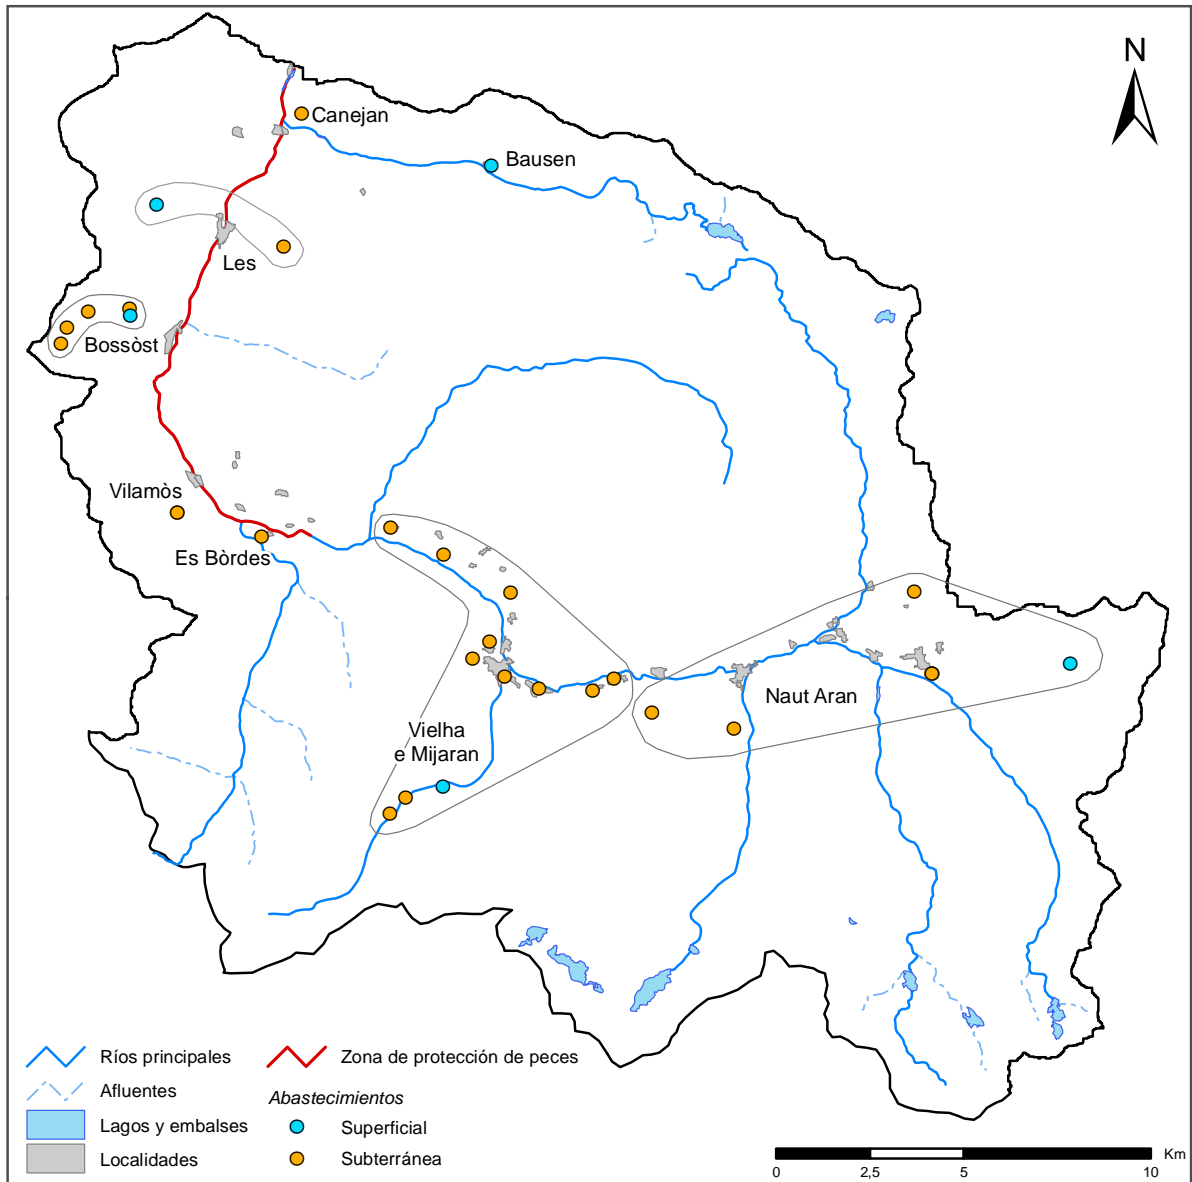 N
Canejan
Bausen
Les
Bossòst
Vilamòs
Es Bòrdes
Naut Aran
Vielha
e Mijaran
Ríos principales
Zona de protección de peces
Afluentes
Abastecimientos
Lagos y embalses
Superficial
Localidades
Subterránea
Km
0 2,5 5 10